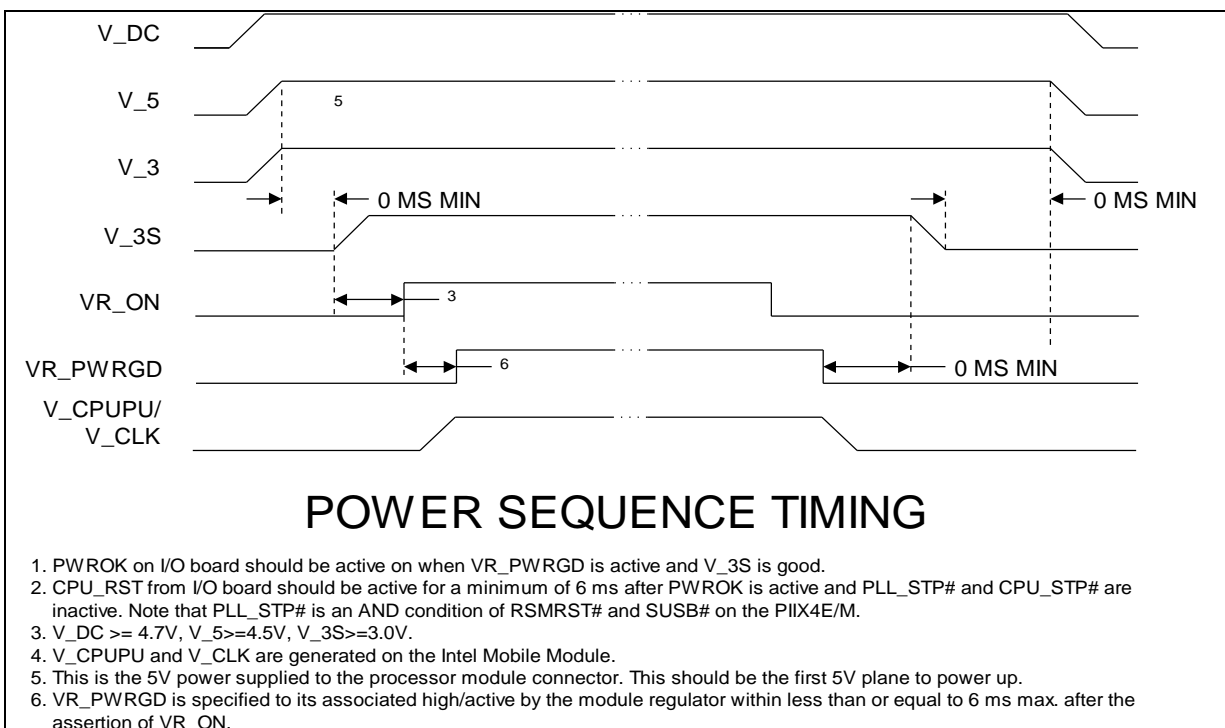 V_DC
V_5
5
V_3
0 MS MIN
0 MS MIN
V_3S
VR_ON
3
VR_PWRGD
6
0 MS MIN
V_CPUPU/
V_CLK
POWER SEQUENCE TIMING
1. PWROK on I/O board should be active on when VR_PWRGD is active and V_3S is good.
2. CPU_RST from I/O board should be active for a minimum of 6 ms after PWROK is active and PLL_STP# and CPU_STP# are
inactive. Note that PLL_STP# is an AND condition of RSMRST# and SUSB# on the PIIX4E/M.
3. V_DC >= 4.7V, V_5>=4.5V, V_3S>=3.0V.
4. V_CPUPU and V_CLK are generated on the Intel Mobile Module.
5. This is the 5V power supplied to the processor module connector. This should be the first 5V plane to power up.
6. VR_PWRGD is specified to its associated high/active by the module regulator within less than or equal to 6 ms max. after the
assertion of VR_ON.